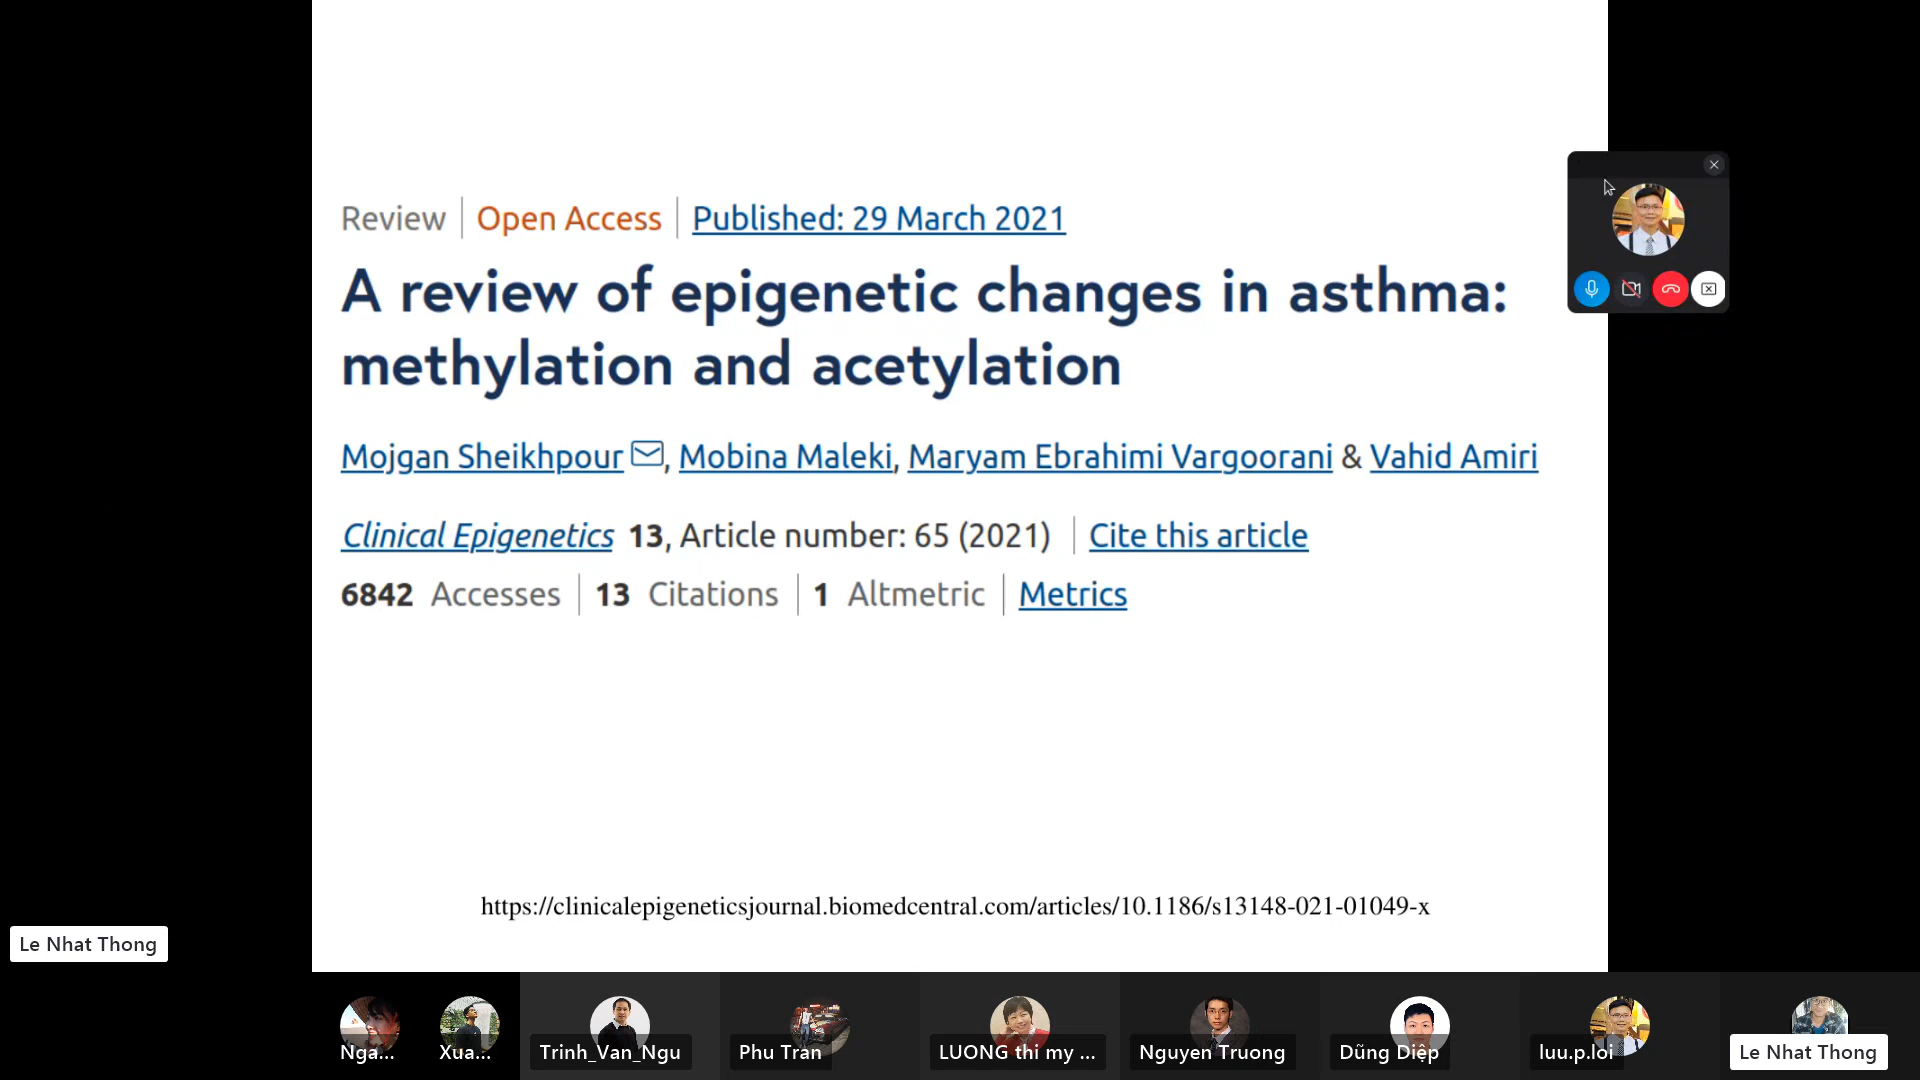 Review Open Access Published: 29 March 2021
A review of epigenetic changes in asthma:
methylation and acetylation
Mojgan Sheikhpour, Mobina Maleki, Maryam Ebrahimi Vargoorani & Vahid Amiri
Clinical Epigenetics 13, Article number: 65 (2021) Cite this article
6842 Accesses 13 Citations 1 Altmetric Metrics
https://clinicalepigeneticsjournal.biomedcentral.com/articles/10.1186/s13148-021-01049-x
Le Nhat Thong
Nga... Xua... Trinh_Van_Ngu Phu Tran LUONG thi my ... Nguyen Truong Dũng Diệp luu.p.loi Le Nhat Thong